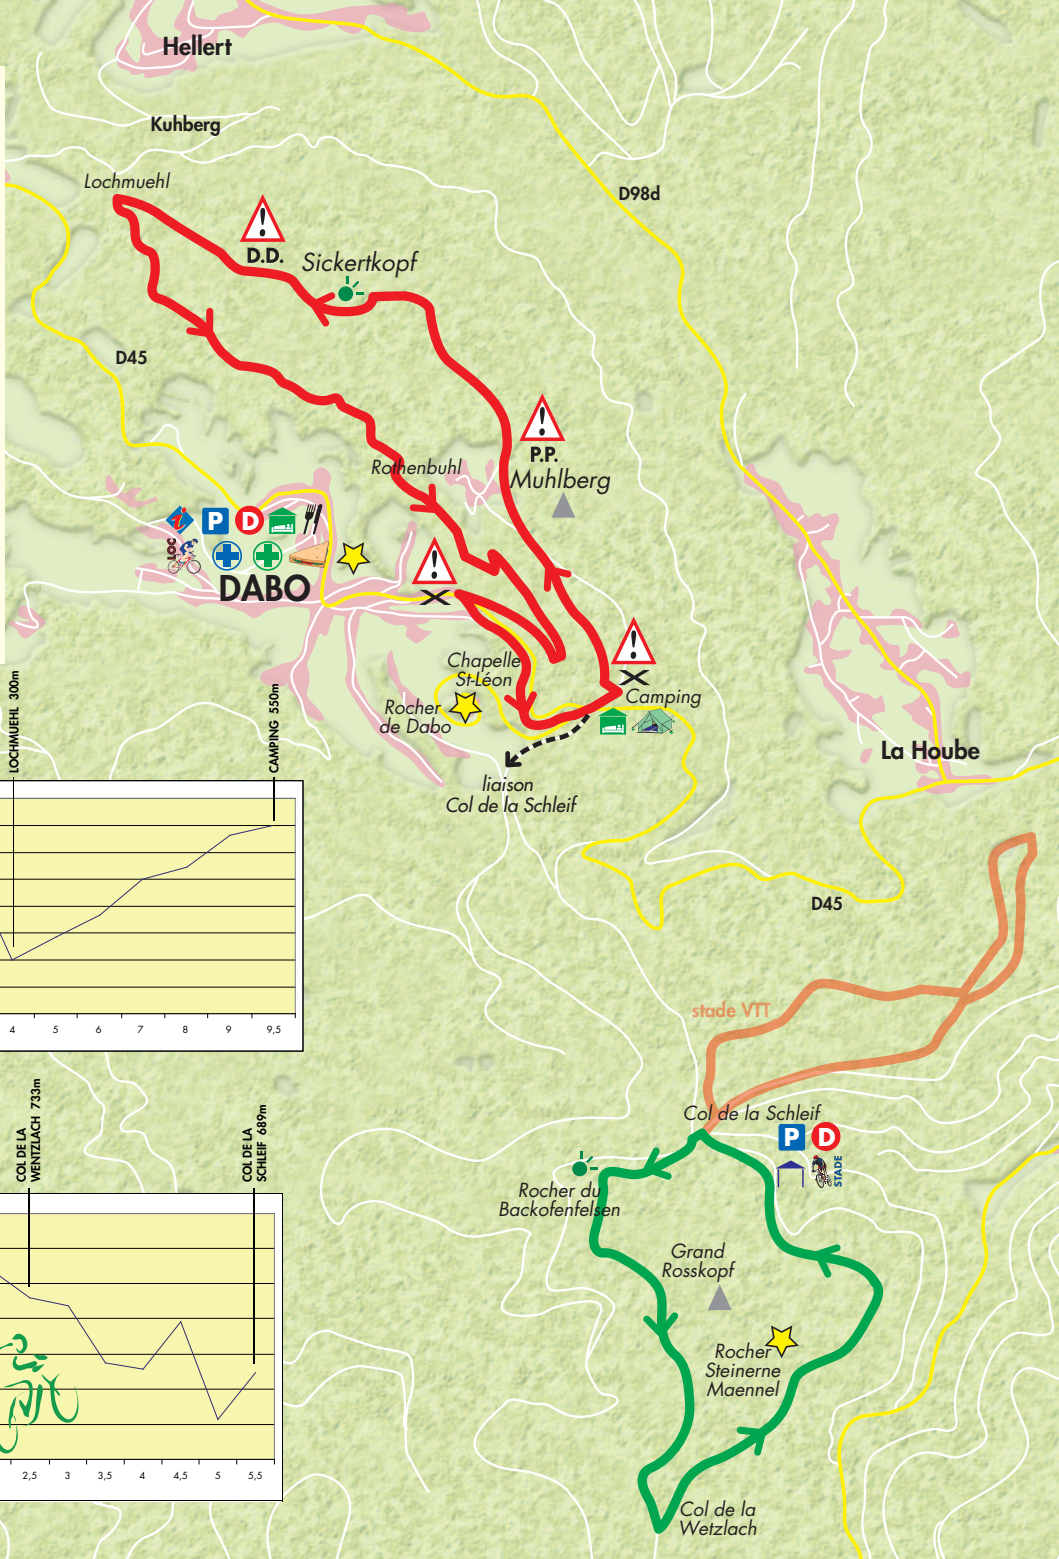 Hellert
Kuhberg
Lochmuehl
D98d
D.D.
Sickertkopf
D45
P.P.
Muhlberg
Rothenbuhl
i P D
LOC
DABO
Chapelle
St-Léon
Rocher
de Dabo
Camping
La Hoube
liaison
Col de la Schleif
D45
LOCHMUEHL 300m
CAMPING 550m
4 5 6 7 8 9 9,5
stade VTT
Col de la Schleif
P D
STADE
Rocher du
Backofenfelsen
Grand
Rosskopf
Rocher
Steinerne
Maennel
Col de la
Wetzlach
COL DE LA
WENTZLACH 733m
COL DE LA
SCHLEIF 689m
2,5 3 3,5 4 4,5 5 5,5